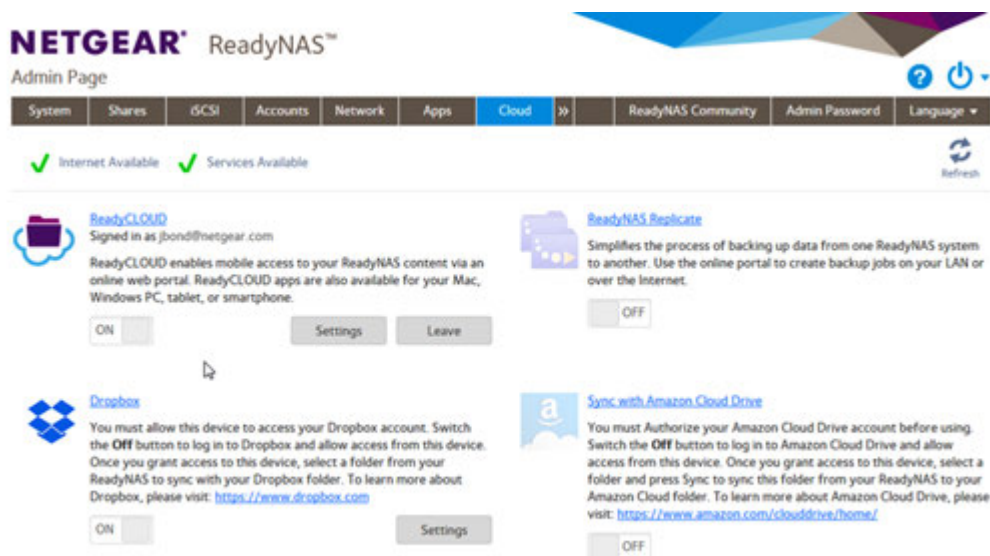 NETGEAR® ReadyNAS™
Admin Page
System Shares iSCSI Accounts Network Apps Cloud » ReadyNAS Community Admin Password Language
Internet Available Services Available
Refresh
ReadyCLOUD
Signed in as jbond@netgear.com
ReadyCLOUD enables mobile access to your ReadyNAS content via an
online web portal. ReadyCLOUD apps are also available for your Mac,
Windows PC, tablet, or smartphone.
ON Settings Leave
ReadyNAS Replicate
Simplifies the process of backing up data from one ReadyNAS system
to another. Use the online portal to create backup jobs on your LAN or
over the Internet.
OFF
Dropbox
You must allow this device to access your Dropbox account. Switch
the Off button to log in to Dropbox and allow access from this device.
Once you grant access to this device, select a folder from your
ReadyNAS to sync with your Dropbox folder. To learn more about
Dropbox, please visit: https://www.dropbox.com
ON Settings
a
Sync with Amazon Cloud Drive
You must Authorize your Amazon Cloud Drive account before using.
Switch the Off button to log in to Amazon Cloud Drive and allow
access from this device. Once you grant access to this device, select a
folder and press Sync to sync this folder from your ReadyNAS to your
Amazon Cloud folder. To learn more about Amazon Cloud Drive, please
visit: https://www.amazon.com/clouddrive/home/
OFF